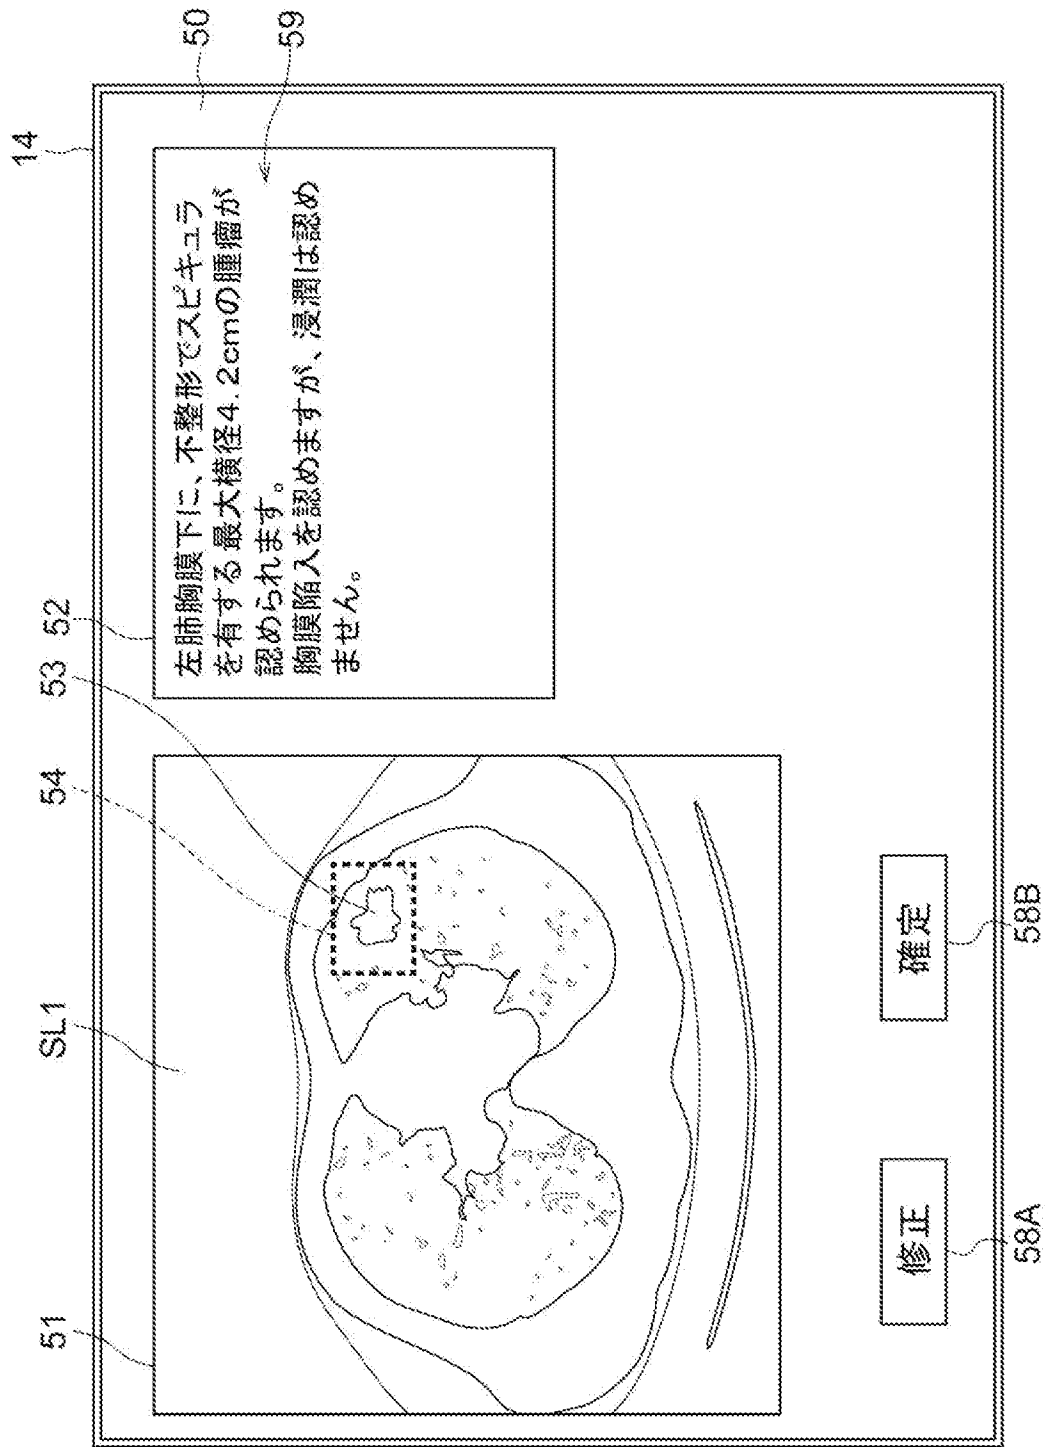 14
50
59
51
SL1
54
53
52
左肺胸膜下に、不整形でスピキュラ
を有する最大横径4.2cmの腫瘤が
認められます。
胸膜陥入を認めますが、浸潤は認め
ません。
修正
確定
58A
58B